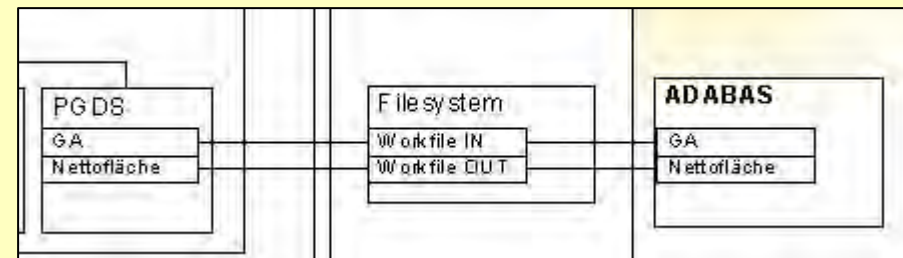 PGDS
GA
Nettofläche
Filesystem
Workfile IN
Workfile OUT
ADABAS
GA
Nettofläche